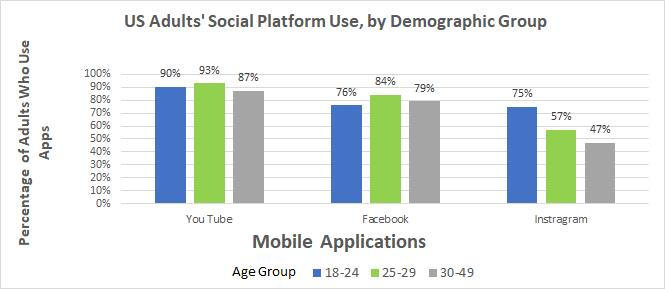 US Adults' Social Platform Use, by Demographic Group
Percentage of Adults Who Use
Apps
100%
90%
80%
70%
60%
50%
40%
30%
20%
10%
0%
90%
93%
87%
76%
84%
79%
75%
57%
47%
You Tube
Facebook
Instragram
Mobile Applications
Age Group 18-24 25-29 30-49